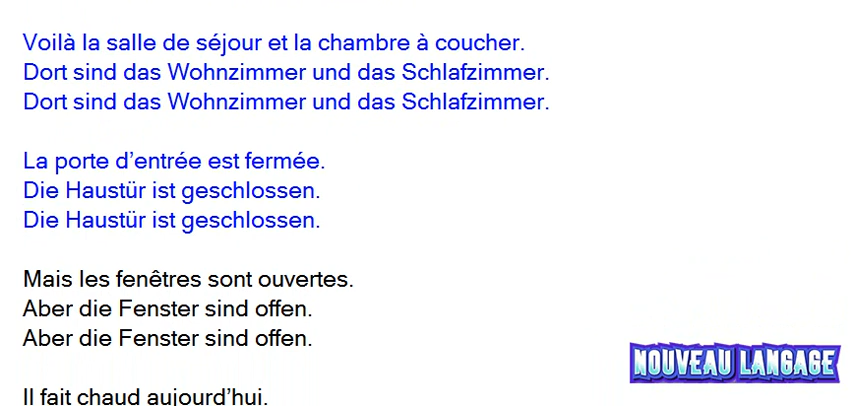 Voilà la salle de séjour et la chambre à coucher.
Dort sind das Wohnzimmer und das Schlafzimmer.
Dort sind das Wohnzimmer und das Schlafzimmer.
La porte d’entrée est fermée.
Die Haustür ist geschlossen.
Die Haustür ist geschlossen.
Mais les fenêtres sont ouvertes.
Aber die Fenster sind offen.
Aber die Fenster sind offen.
NOUVEAU LANGAGE
Il fait chaud aujourd’hui.